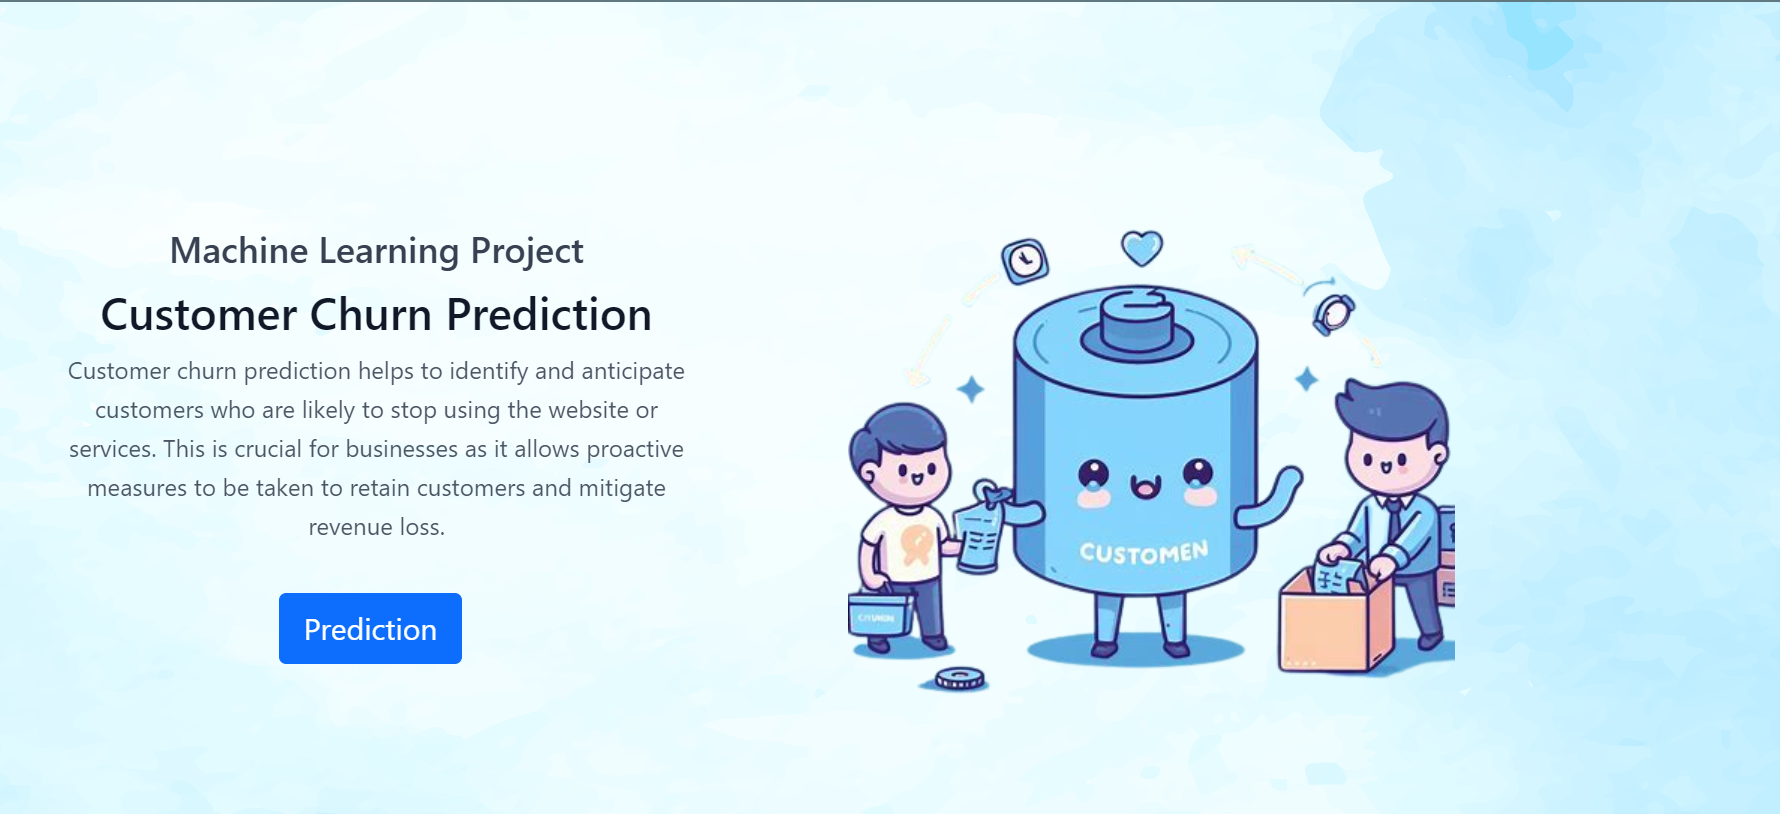 Machine Learning Project
Customer Churn Prediction
Customer churn prediction helps to identify and anticipate
customers who are likely to stop using the website or
services. This is crucial for businesses as it allows proactive
measures to be taken to retain customers and mitigate
revenue loss.
Prediction
CUSTOMEN